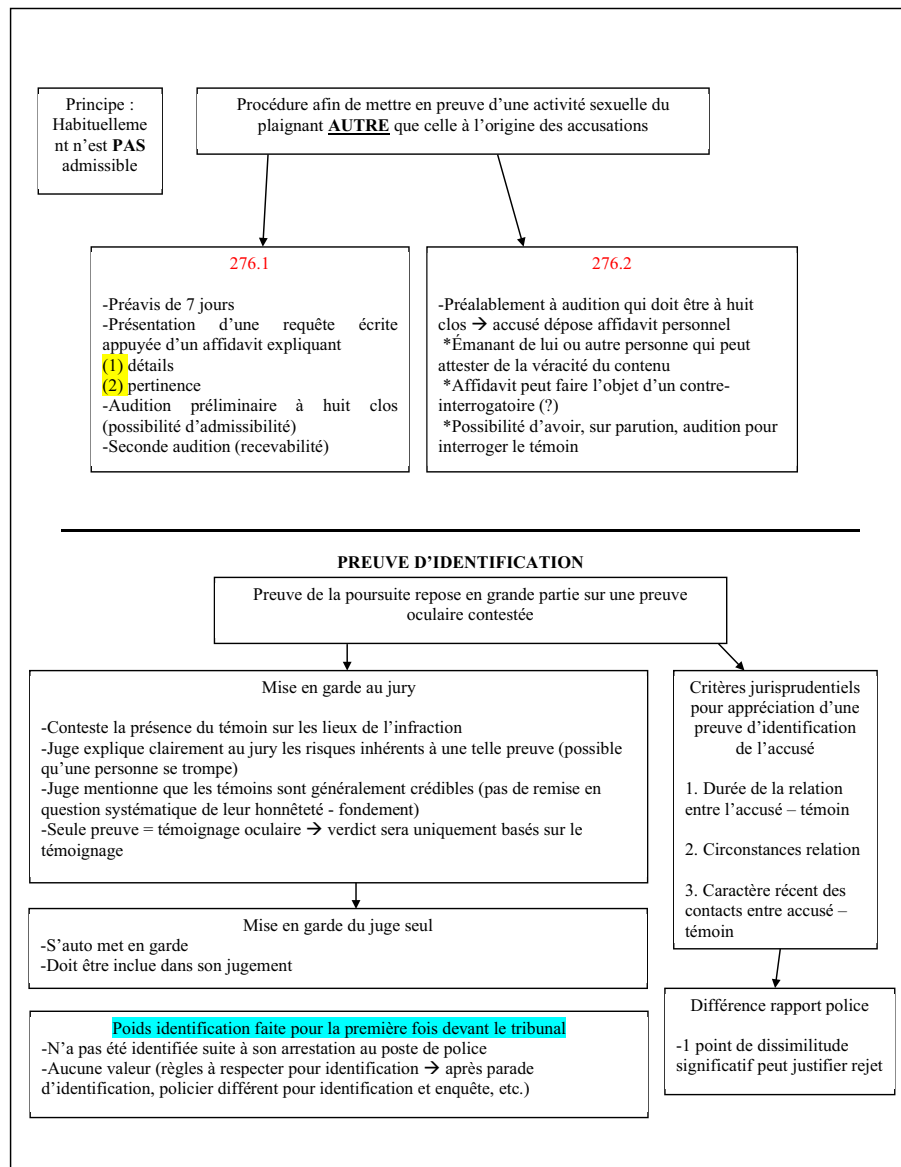 Principe :
Habituelleme
nt n’est PAS
admissible
Procédure afin de mettre en preuve d’une activité sexuelle du
plaignant AUTRE que celle à l’origine des accusations
276.1
-Préavis de 7 jours
-Présentation d’une requête écrite
appuyée d’un affidavit expliquant
(1) détails
(2) pertinence
-Audition préliminaire à huit clos
(possibilité d’admissibilité)
-Seconde audition (recevabilité)
276.2
-Préalablement à audition qui doit être à huit
clos → accusé dépose affidavit personnel
*Émanant de lui ou autre personne qui peut
attester de la véracité du contenu
*Affidavit peut faire l’objet d’un contre-
interrogatoire (?)
*Possibilité d’avoir, sur parution, audition pour
interroger le témoin
PREUVE D’IDENTIFICATION
Preuve de la poursuite repose en grande partie sur une preuve
oculaire contestée
Mise en garde au jury
-Conteste la présence du témoin sur les lieux de l’infraction
-Juge explique clairement au jury les risques inhérents à une telle preuve (possible
qu’une personne se trompe)
-Juge mentionne que les témoins sont généralement crédibles (pas de remise en
question systématique de leur honnêteté - fondement)
-Seule preuve = témoignage oculaire → verdict sera uniquement basés sur le
témoignage
Critères jurisprudentiels
pour appréciation d’une
preuve d’identification
de l’accusé
1. Durée de la relation
entre l’accusé – témoin
2. Circonstances relation
3. Caractère récent des
contacts entre accusé –
témoin
Mise en garde du juge seul
-S’auto met en garde
-Doit être inclue dans son jugement
Différence rapport police
-1 point de dissimilitude
significatif peut justifier rejet
Poids identification faite pour la première fois devant le tribunal
-N’a pas été identifiée suite à son arrestation au poste de police
-Aucune valeur (règles à respecter pour identification → après parade
d’identification, policier différent pour identification et enquête, etc.)